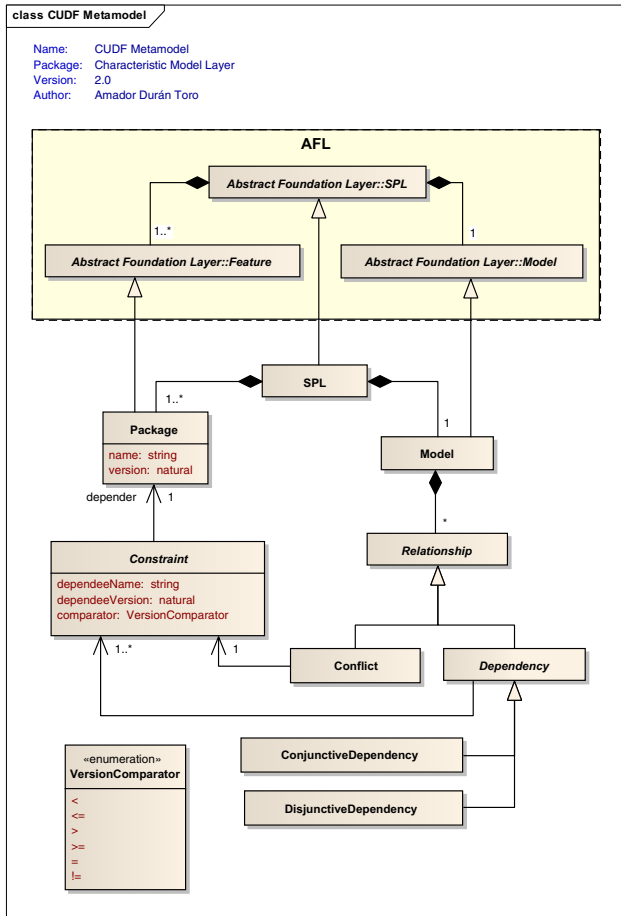 class CUDF Metamodel
Name: CUDF Metamodel
Package: Characteristic Model Layer
Version: 2.0
Author: Amador Durán Toro
AFL
Abstract Foundation Layer::SPL
1..*
1
Abstract Foundation Layer::Feature
Abstract Foundation Layer::Model
SPL
1..*
1
Package
name: string
version: natural
Model
depender 1
*
Constraint
dependeeName: string
dependeeVersion: natural
comparator: VersionComparator
Relationship
1..*
1
Conflict
Dependency
ConjunctiveDependency
DisjunctiveDependency
«enumeration»
VersionComparator
<
<=
>
>=
=
!=